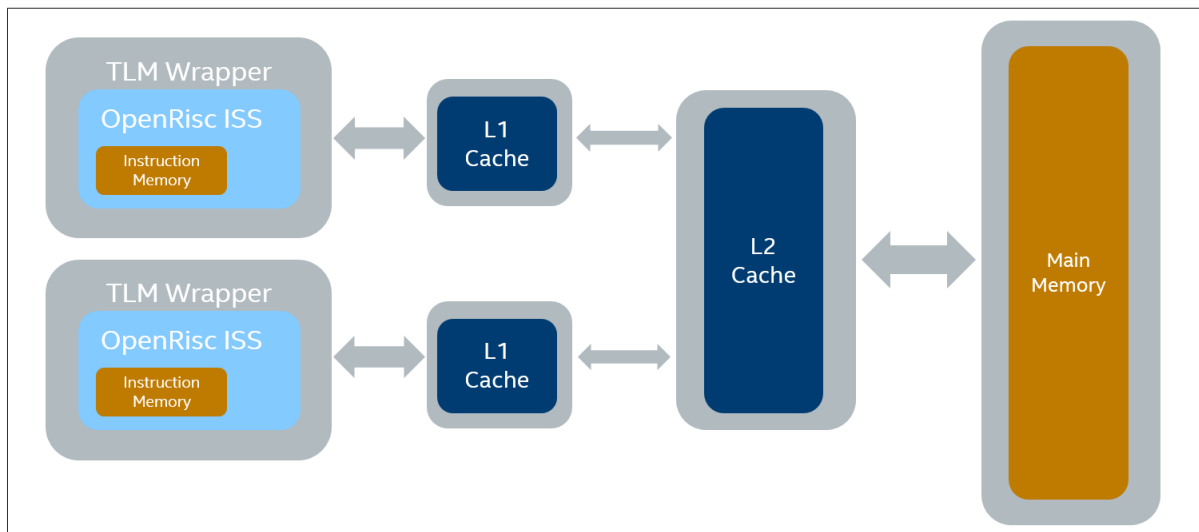 TLM Wrapper
OpenRisc ISS
Instruction
Memory
L1
Cache
TLM Wrapper
OpenRisc ISS
Instruction
Memory
L1
Cache
L2
Cache
Main
Memory